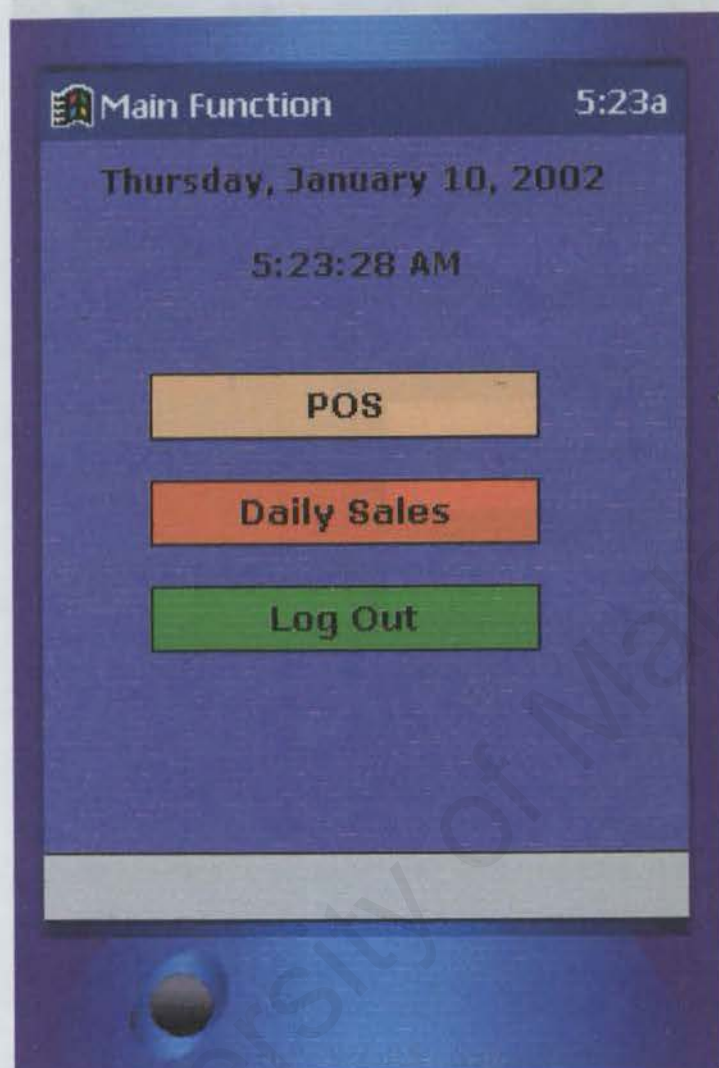 Main Function 5:23a
Thursday, January 10, 2002
5:23:28 AM
POS
Daily Sales
Log Out